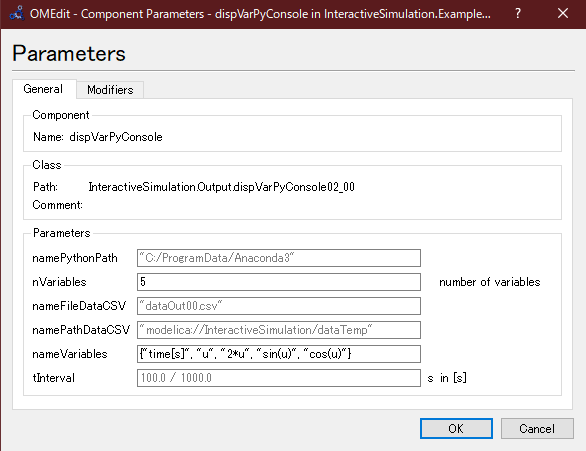 OMEdit - Component Parameters - dispVarPyConsole in InteractiveSimulation.Example... ? ×
Parameters
General Modifiers
Component
Name: dispVarPyConsole
Class
Path: InteractiveSimulation.Output.dispVarPyConsole02_00
Comment:
Parameters
namePythonPath "C:/ProgramData/Anaconda3"
nVariables 5 number of variables
nameFileDataCSV "dataOut00.csv"
namePathDataCSV "modelica://InteractiveSimulation/dataTemp"
nameVariables {"time[s]", "u", "2*u", "sin(u)", "cos(u)"}
tInterval 100.0 / 1000.0 s in [s]
OK Cancel